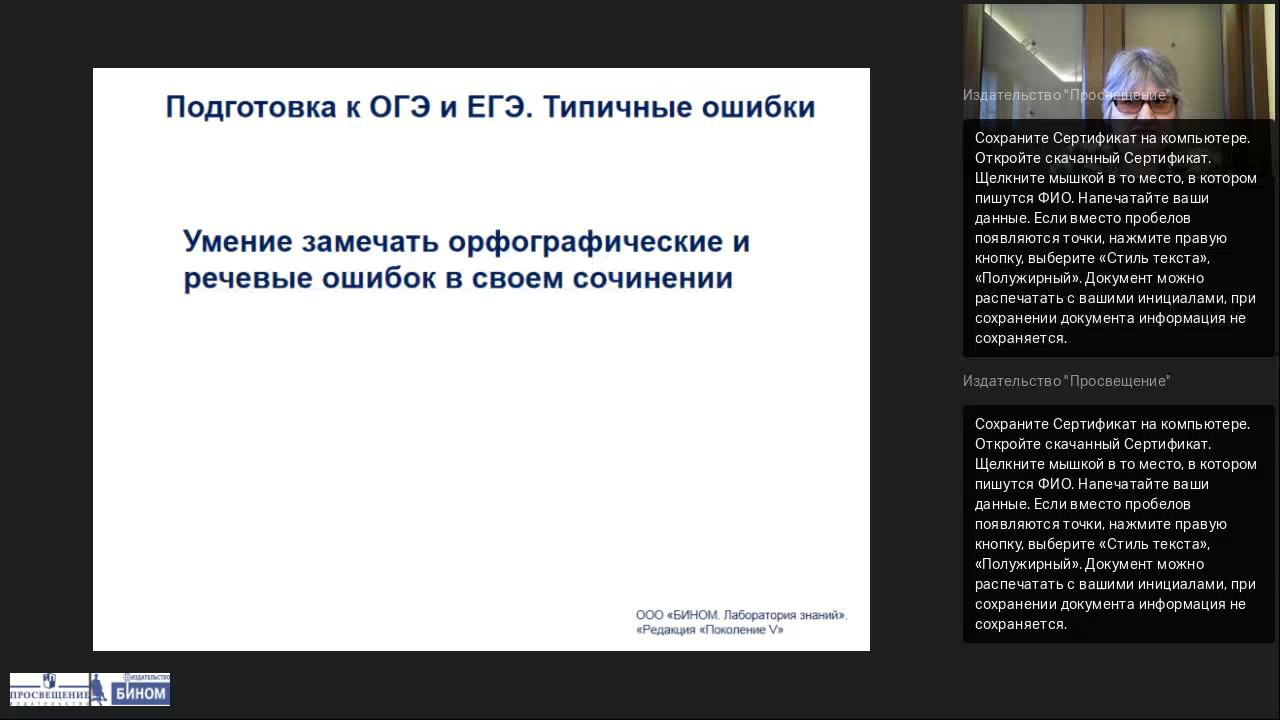 Подготовка к ОГЭ и ЕГЭ. Типичные ошибки
Умение замечать орфографические и
речевые ошибок в своем сочинении
ООО «БИНОМ. Лаборатория знаний».
«Редакция «Поколение V»
ПРОСВЕЩЕНИЕ
ИЗДАТЕЛЬСТВО
ИЗДАТЕЛЬСТВО
БИНОМ
Издательство "Просвещение"
Сохраните Сертификат на компьютере.
Откройте скачанный Сертификат.
Щелкните мышкой в то место, в котором
пишутся ФИО. Напечатайте ваши
данные. Если вместо пробелов
появляются точки, нажмите правую
кнопку, выберите «Стиль текста»,
«Полужирный». Документ можно
распечатать с вашими инициалами, при
сохранении документа информация не
сохраняется.
Издательство "Просвещение"
Сохраните Сертификат на компьютере.
Откройте скачанный Сертификат.
Щелкните мышкой в то место, в котором
пишутся ФИО. Напечатайте ваши
данные. Если вместо пробелов
появляются точки, нажмите правую
кнопку, выберите «Стиль текста»,
«Полужирный». Документ можно
распечатать с вашими инициалами, при
сохранении документа информация не
сохраняется.